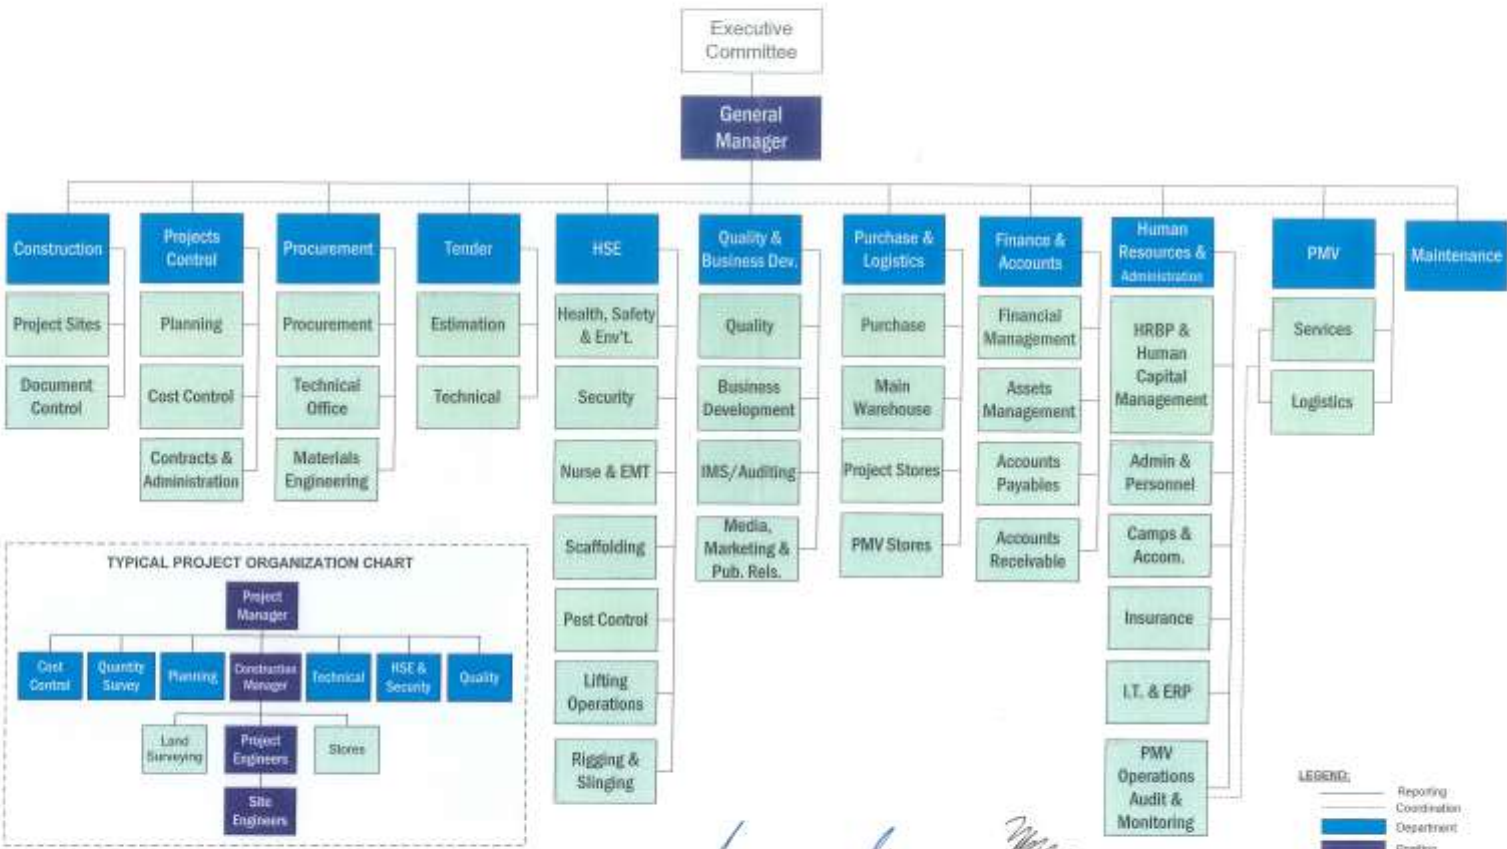 Executive
Committee
General
Manager
Construction
Project Sites
Document
Control
Projects
Control
Planning
Cost Control
Contracts &
Administration
Procurement
Procurement
Technical
Office
Materials
Engineering
Tender
Estimation
Technical
HSE
Health, Safety
& Env't.
Security
Nurse & EMT
Scaffolding
Pest Control
Lifting
Operations
Rigging &
Slinging
Quality &
Business Dev.
Quality
Business
Development
IMS/Auditing
Media,
Marketing &
Pub. Rels.
Purchase &
Logistics
Purchase
Main
Warehouse
Project Stores
PMV Stores
Finance &
Accounts
Financial
Management
Assets
Management
Accounts
Payables
Accounts
Receivable
Human
Resources &
Administration
HRBP &
Human
Capital
Management
Admin &
Personnel
Camps &
Accom.
Insurance
I.T. & ERP
PMV
Operations
Audit &
Monitoring
PMV
Services
Logistics
Maintenance
TYPICAL PROJECT ORGANIZATION CHART
Project
Manager
Cost
Control
Quantity
Survey
Planning
Construction
Manager
Technical
HSE &
Security
Quality
Land
Surveying
Project
Engineers
Stores
Site
Engineers
LEGEND:
Reporting
Coordination
Department